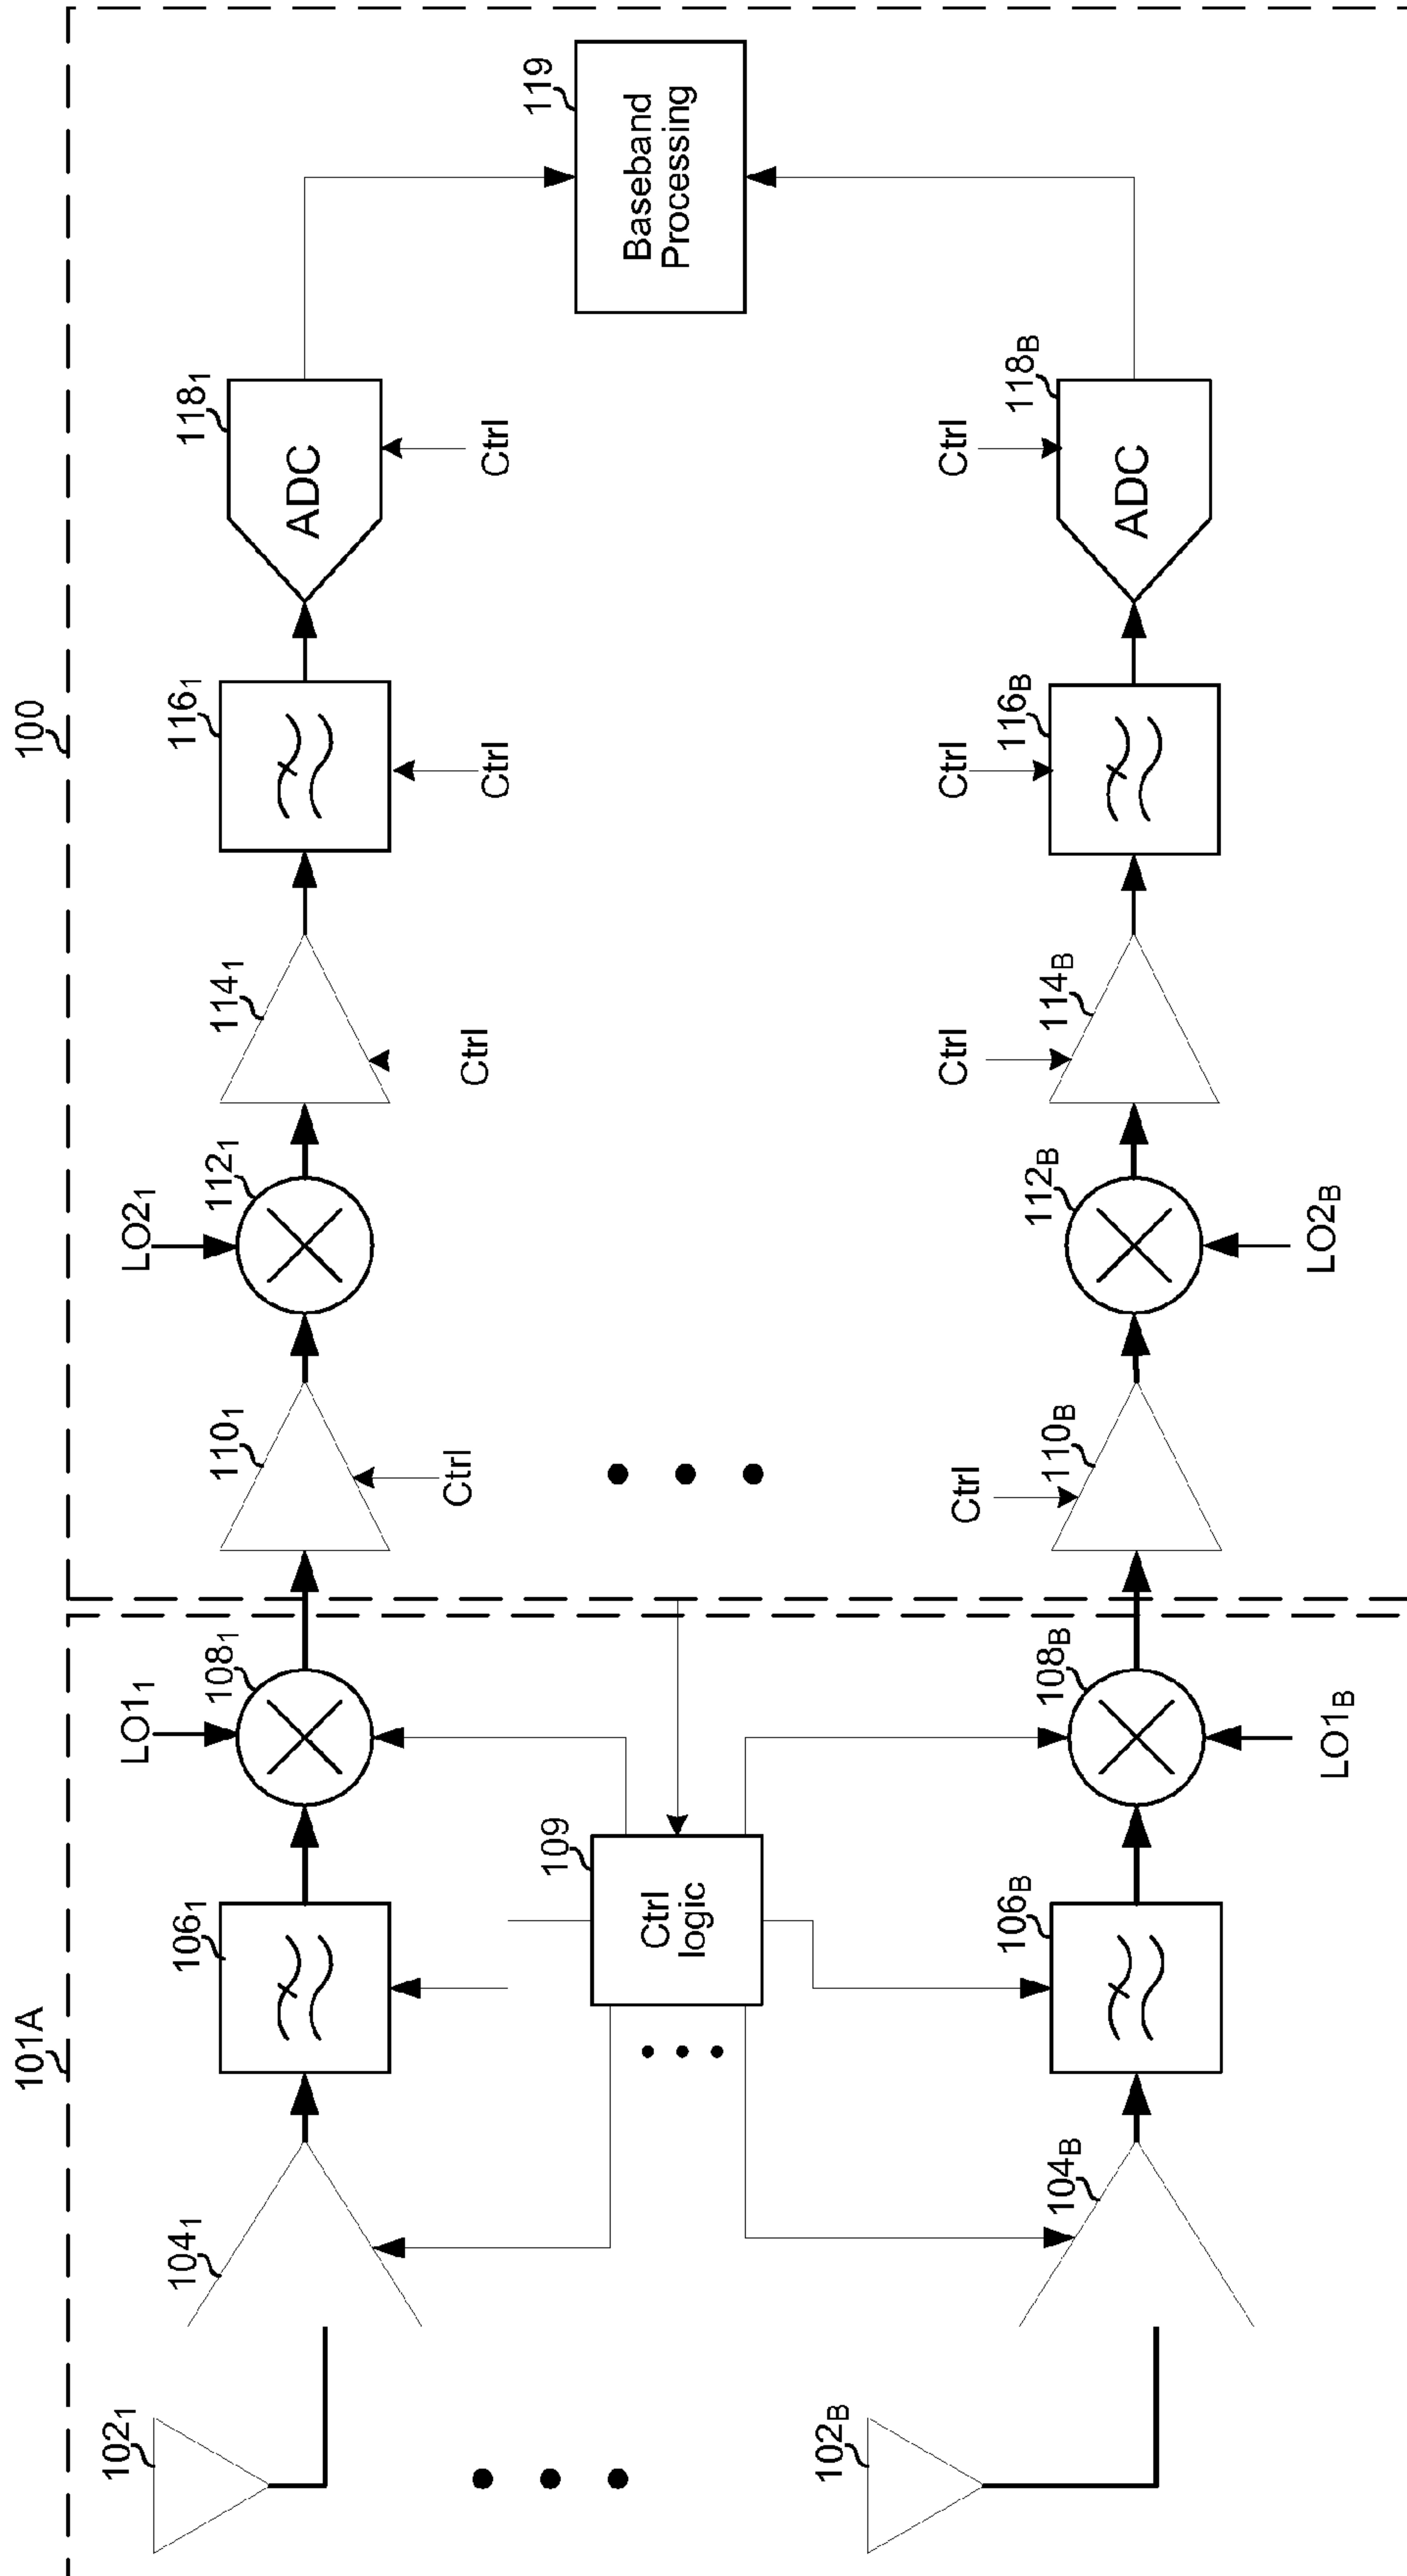 101A
100
102₁
104₁
106₁
LO1₁
108₁
110₁
Ctrl
LO2₁
112₁
114₁
Ctrl
116₁
Ctrl
118₁
ADC
Ctrl
109
Ctrl
logic
119
Baseband
Processing
102B
104B
106B
108B
LO1B
Ctrl
110B
112B
LO2B
Ctrl
114B
Ctrl
116B
Ctrl
118B
ADC